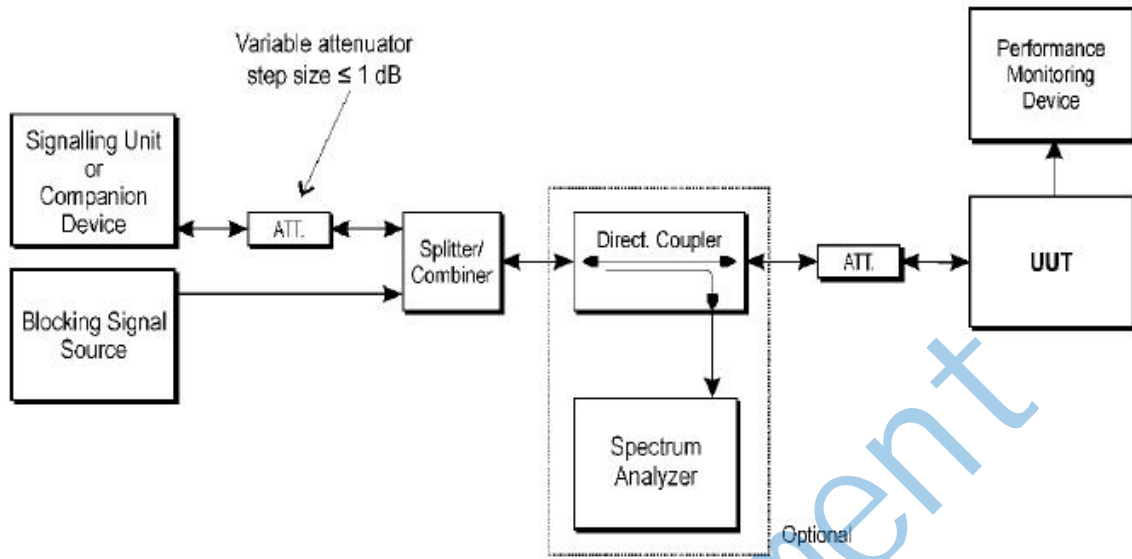 Variable attenuator
step size ≤ 1 dB
Signalling Unit
or
Companion
Device
ATT.
Splitter/
Combiner
Blocking Signal
Source
Direct. Coupler
Spectrum
Analyzer
Optional
ATT.
Performance
Monitoring
Device
UUT